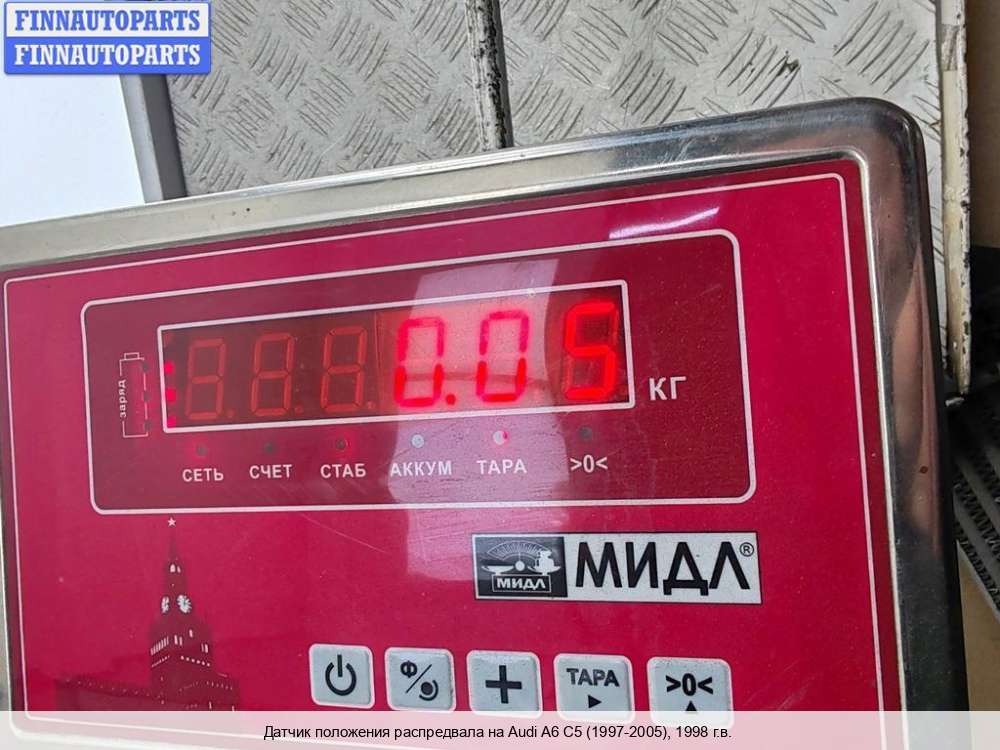 FINNAUTOPARTS
FINNAUTOPARTS
заряд
0.05
КГ
СЕТЬ СЧЕТ СТАБ АККУМ ТАРА >0<
МИДЛ
МИДЛ®
Ф
ТАРА
>0<
Датчик положения распредвала на Audi A6 C5 (1997-2005), 1998 г.в.